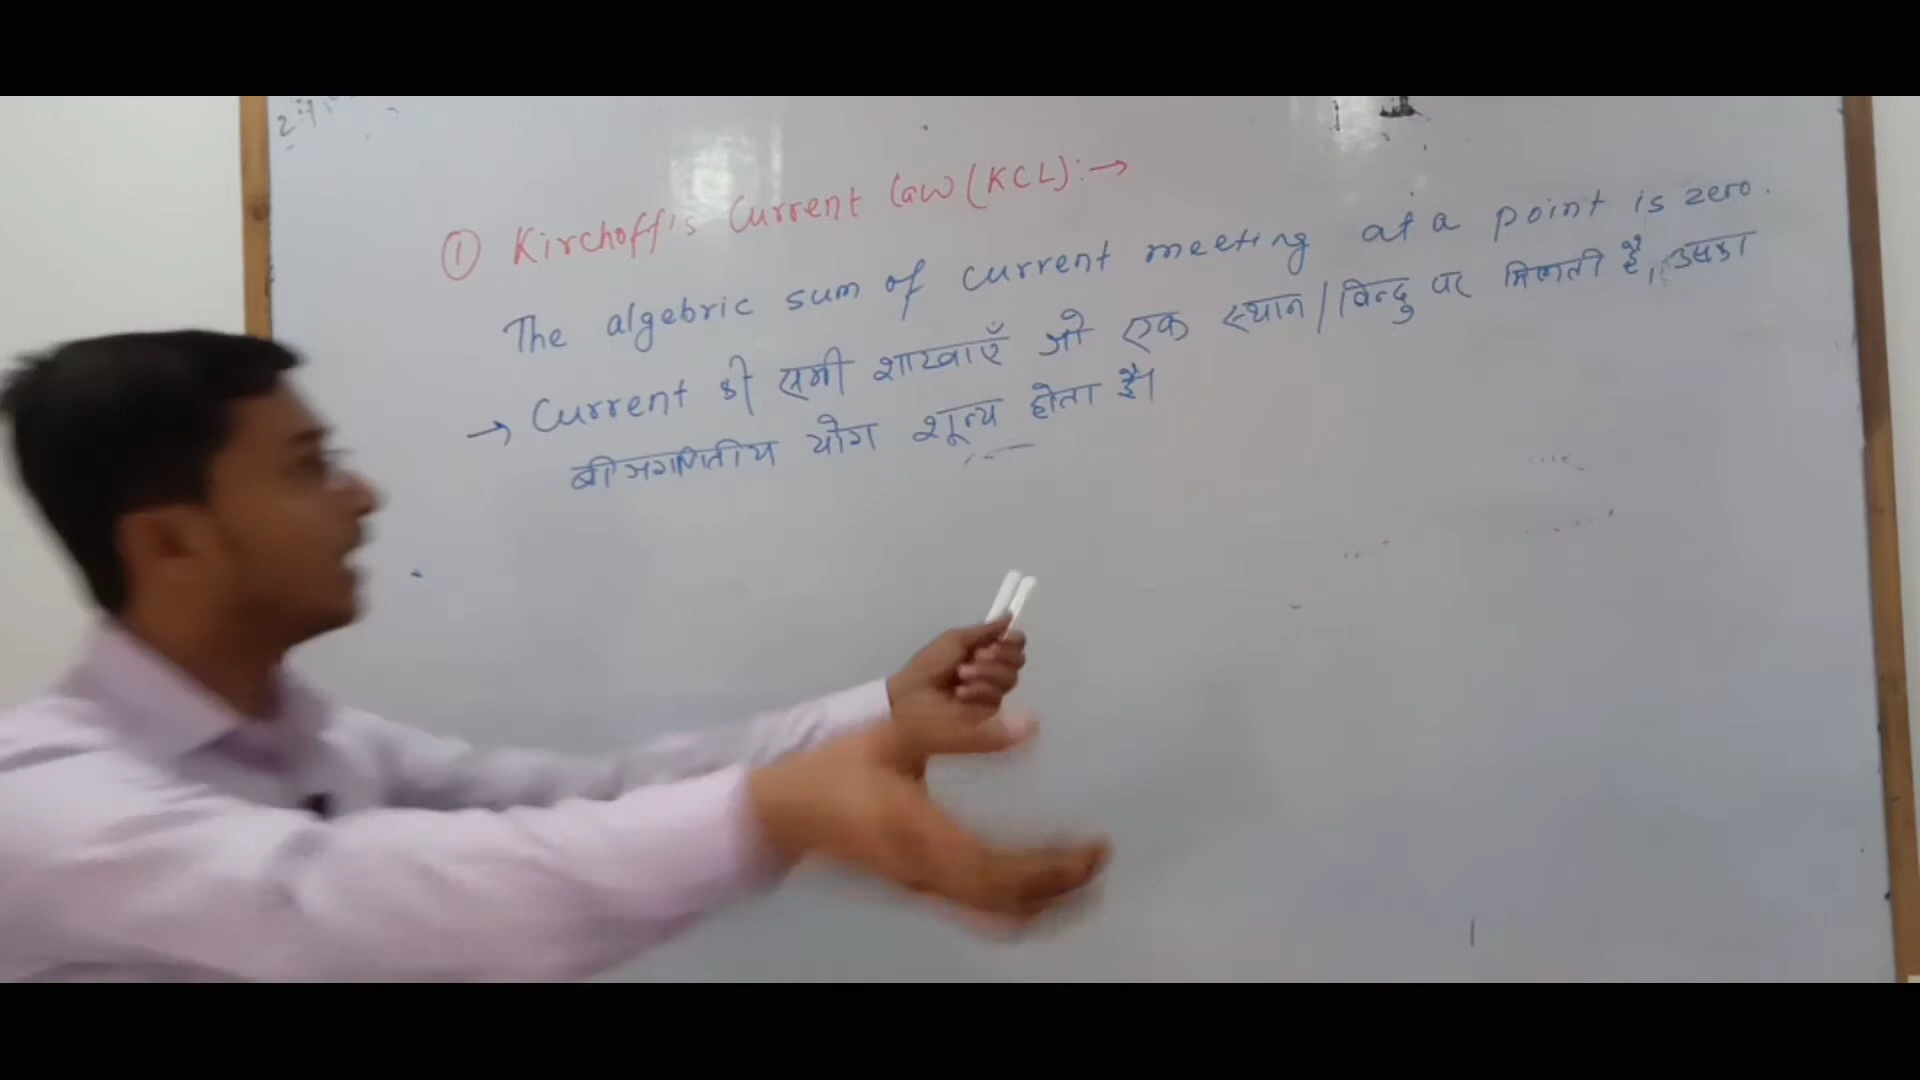 ① Kirchoff's Current Law (KCL):→
The algebric sum of current meeting at a point is zero.
→ Current की सभी शाखाएँ जो एक स्थान/विन्दु पर मिलती है, उसका
बीजगणितीय योग शून्य होता है।